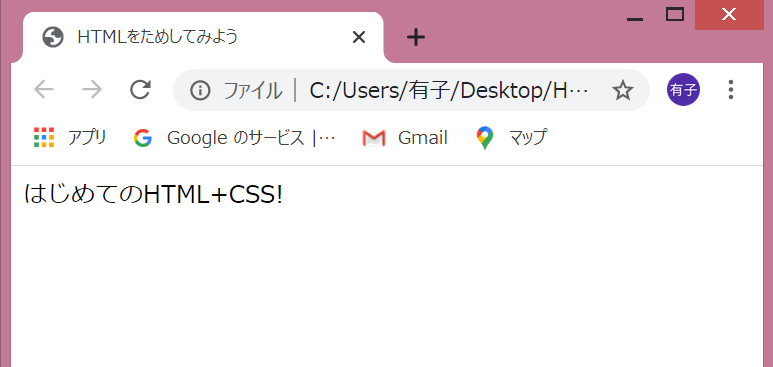 HTMLをためしてみよう
ファイル | C:/Users/有子/Desktop/H… 有子
アプリ Google のサービス |… Gmail マップ
はじめてのHTML+CSS!